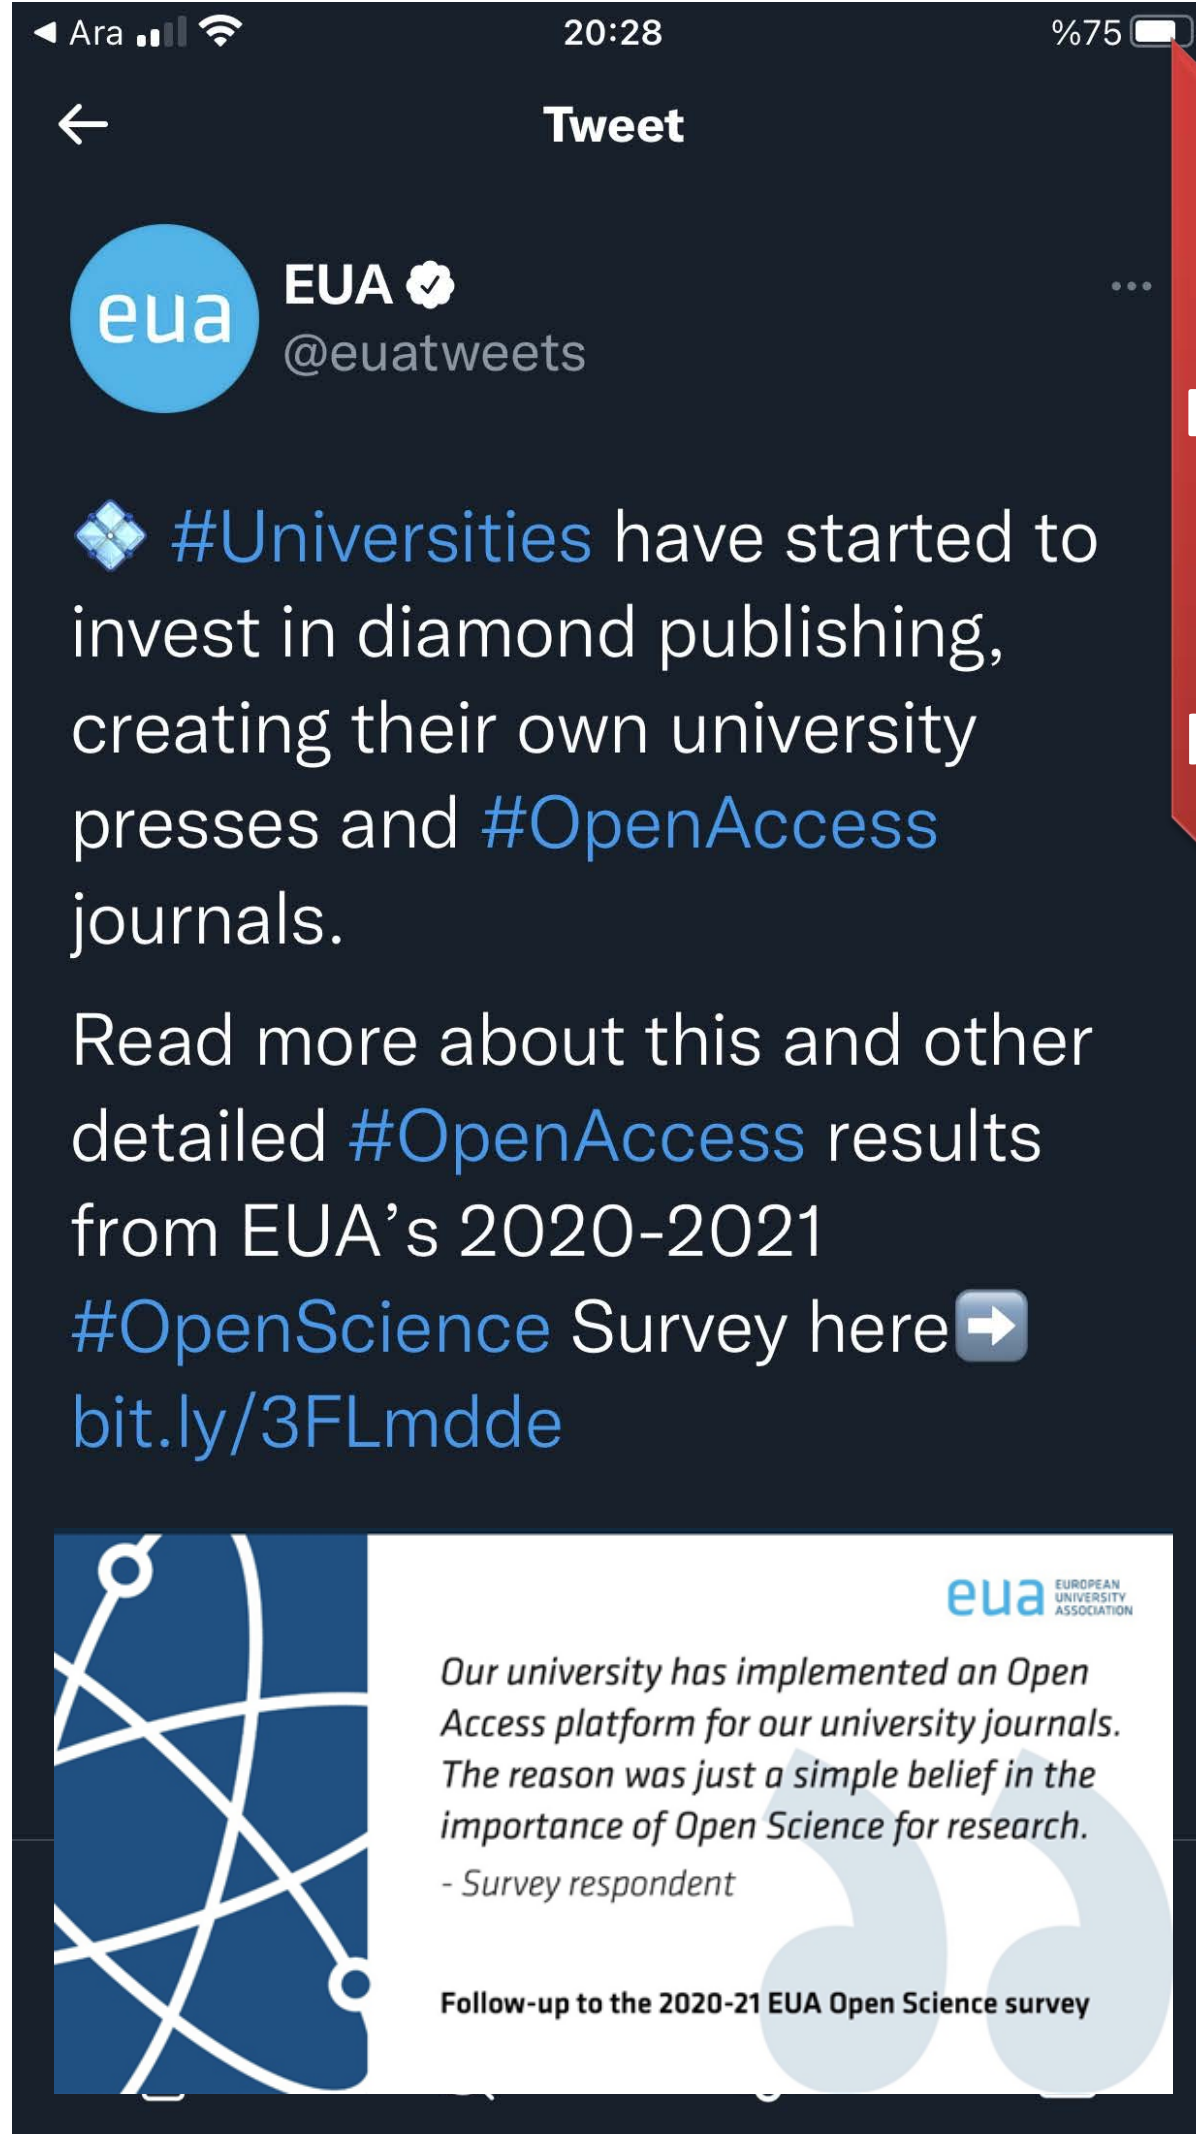 Ara
20:28
%75
Tweet
eua
EUA
@euatweets
#Universities have started to
invest in diamond publishing,
creating their own university
presses and #OpenAccess
journals.
Read more about this and other
detailed #OpenAccess results
from EUA’s 2020-2021
#OpenScience Survey here➡️
bit.ly/3FLmdde
eua EUROPEAN
UNIVERSITY
ASSOCIATION
Our university has implemented an Open
Access platform for our university journals.
The reason was just a simple belief in the
importance of Open Science for research.
- Survey respondent
Follow-up to the 2020-21 EUA Open Science survey